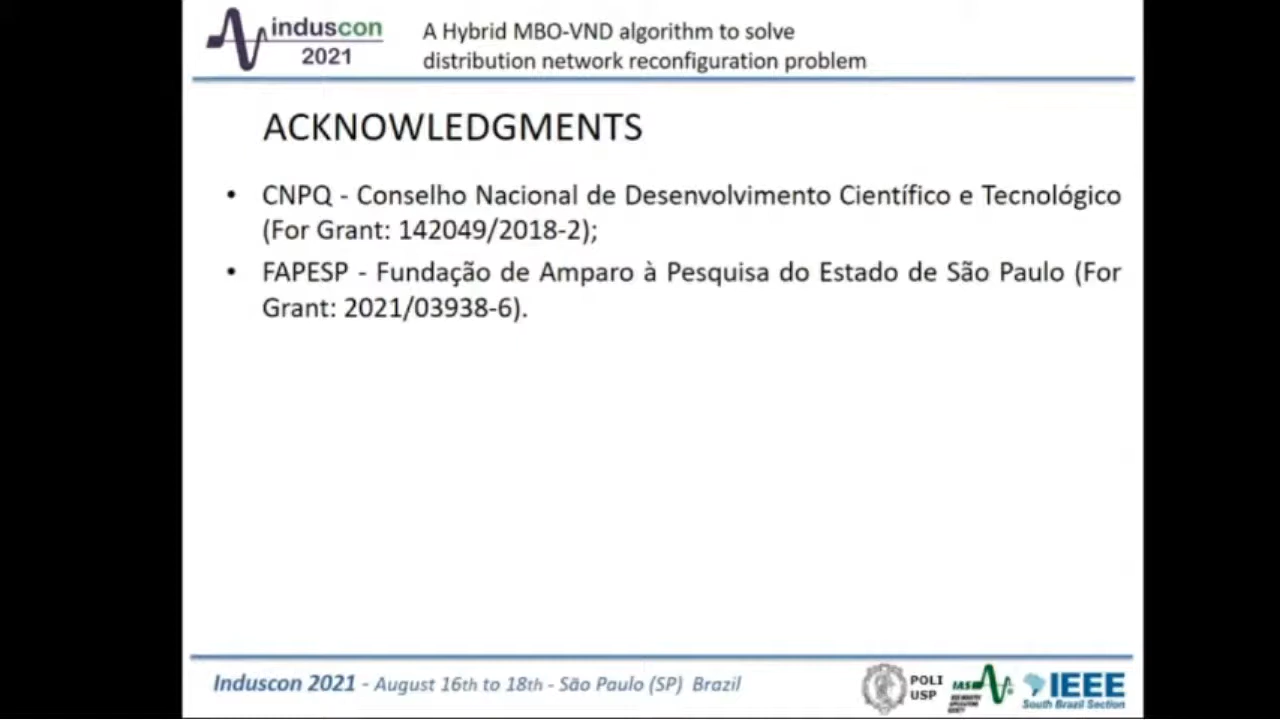 induscon
2021
A Hybrid MBO-VND algorithm to solve
distribution network reconfiguration problem
ACKNOWLEDGMENTS
• CNPQ - Conselho Nacional de Desenvolvimento Científico e Tecnológico
(For Grant: 142049/2018-2);
• FAPESP - Fundação de Amparo à Pesquisa do Estado de São Paulo (For
Grant: 2021/03938-6).
Induscon 2021 - August 16th to 18th - São Paulo (SP) Brazil
POLI
USP
IAS
IEEE
South Brazil Section